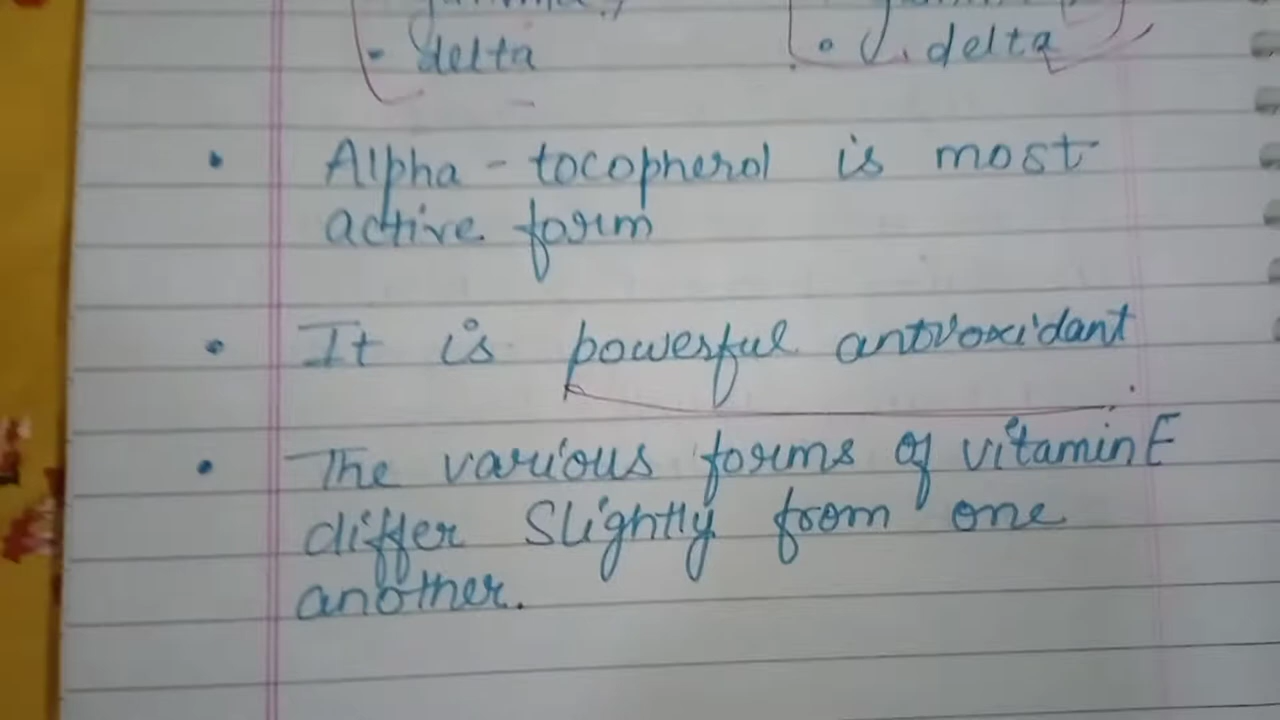 - delta
• delta
• Alpha - tocopherol is most
active form
• It is powerful antioxidant
• The various forms of vitamin E
differ Slightly from one
another.